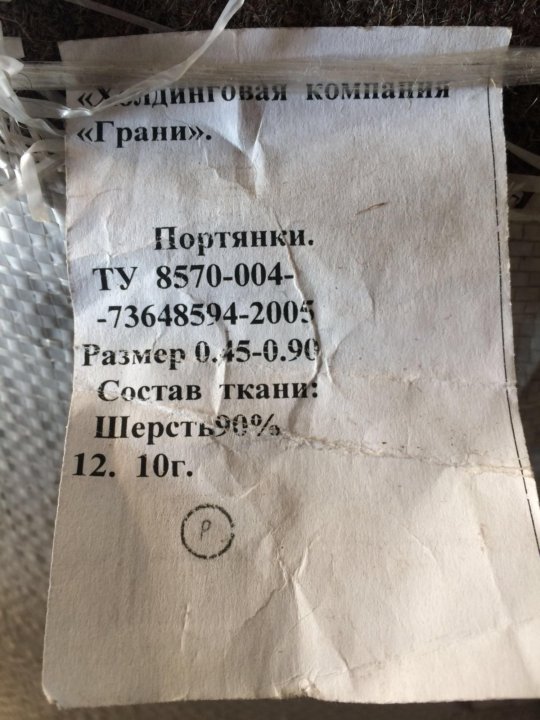 «Холдинговая компания
«Грани».
Портянки.
ТУ 8570-004-
-73648594-2005
Размер 0.45-0.90
Состав ткани:
Шерсть90%
12. 10г.
Р